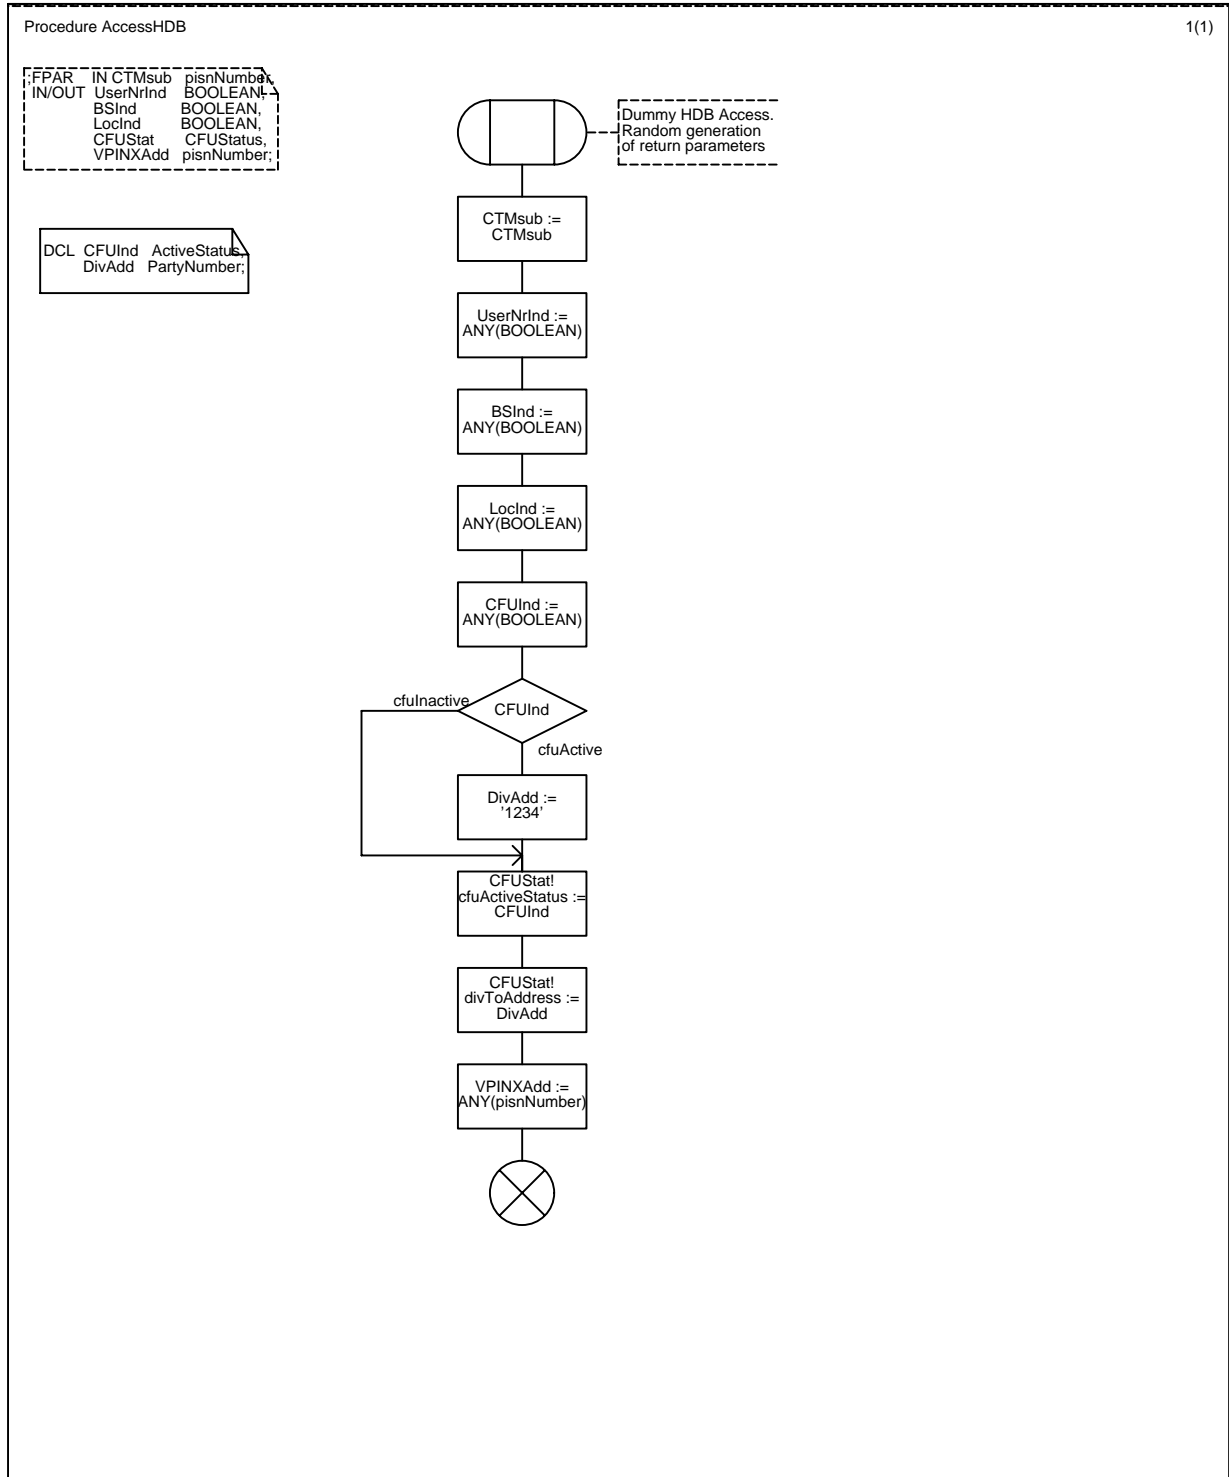 Procedure AccessHDB
1(1)
;FPAR IN CTMsub pisnNumber,
IN/OUT UserNrInd BOOLEAN,
BSInd BOOLEAN,
LocInd BOOLEAN,
CFUStat CFUStatus,
VPINXAdd pisnNumber;
DCL CFUInd ActiveStatus,
DivAdd PartyNumber;
Dummy HDB Access.
Random generation
of return parameters
CTMsub :=
CTMsub
UserNrInd :=
ANY(BOOLEAN)
BSInd :=
ANY(BOOLEAN)
LocInd :=
ANY(BOOLEAN)
CFUInd :=
ANY(BOOLEAN)
CFUInd
cfuInactive
cfuActive
DivAdd :=
'1234'
CFUStat!
cfuActiveStatus :=
CFUInd
CFUStat!
divToAddress :=
DivAdd
VPINXAdd :=
ANY(pisnNumber)